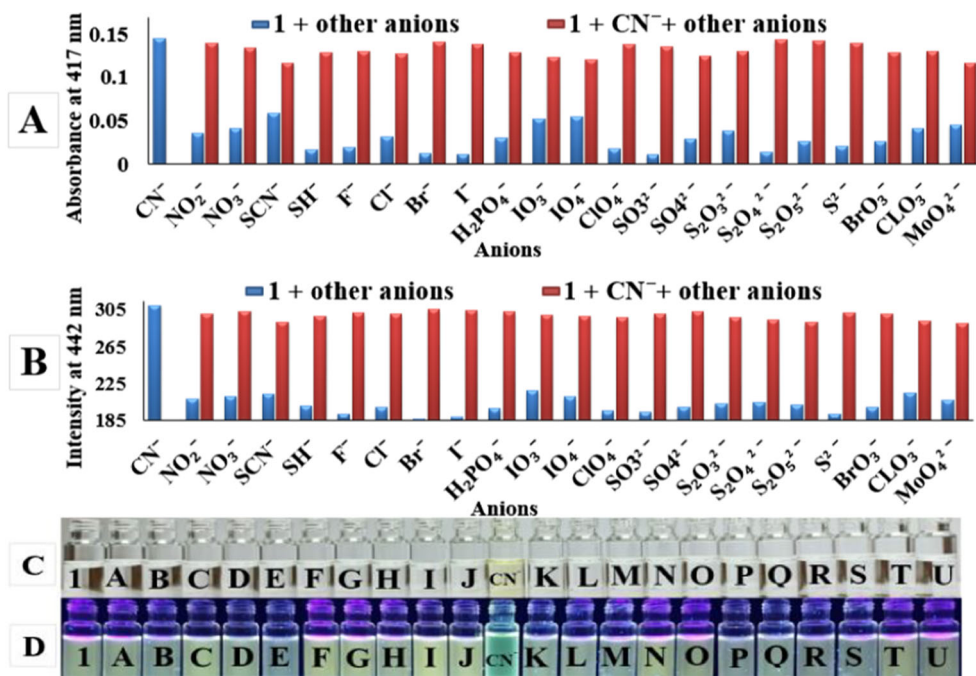 1 + other anions 1 + CN⁻+ other anions
A
Absorbance at 417 nm
0.15
0.1
0.05
0
CN⁻ NO₂⁻ NO₃⁻ SCN⁻ SH⁻ F⁻ Cl⁻ Br⁻ I⁻ H₂PO₄⁻ IO₃⁻ IO₄⁻ ClO₄⁻ SO3²⁻ SO4²⁻ S₂O₃²⁻ S₂O₄²⁻ S₂O₅²⁻ S²⁻ BrO₃⁻ CLO₃⁻ MoO₄²⁻
Anions
1 + other anions 1 + CN⁻+ other anions
B
Intensity at 442 nm
305
265
225
185
CN⁻ NO₂⁻ NO₃⁻ SCN⁻ SH⁻ F⁻ Cl⁻ Br⁻ I⁻ H₂PO₄⁻ IO₃⁻ IO₄⁻ ClO₄⁻ SO3²⁻ SO4²⁻ S₂O₃²⁻ S₂O₄²⁻ S₂O₅²⁻ S²⁻ BrO₃⁻ CLO₃⁻ MoO₄²⁻
Anions
C 1 A B C D E F G H I J CN⁻ K L M N O P Q R S T U
D 1 A B C D E F G H I J CN⁻ K L M N O P Q R S T U